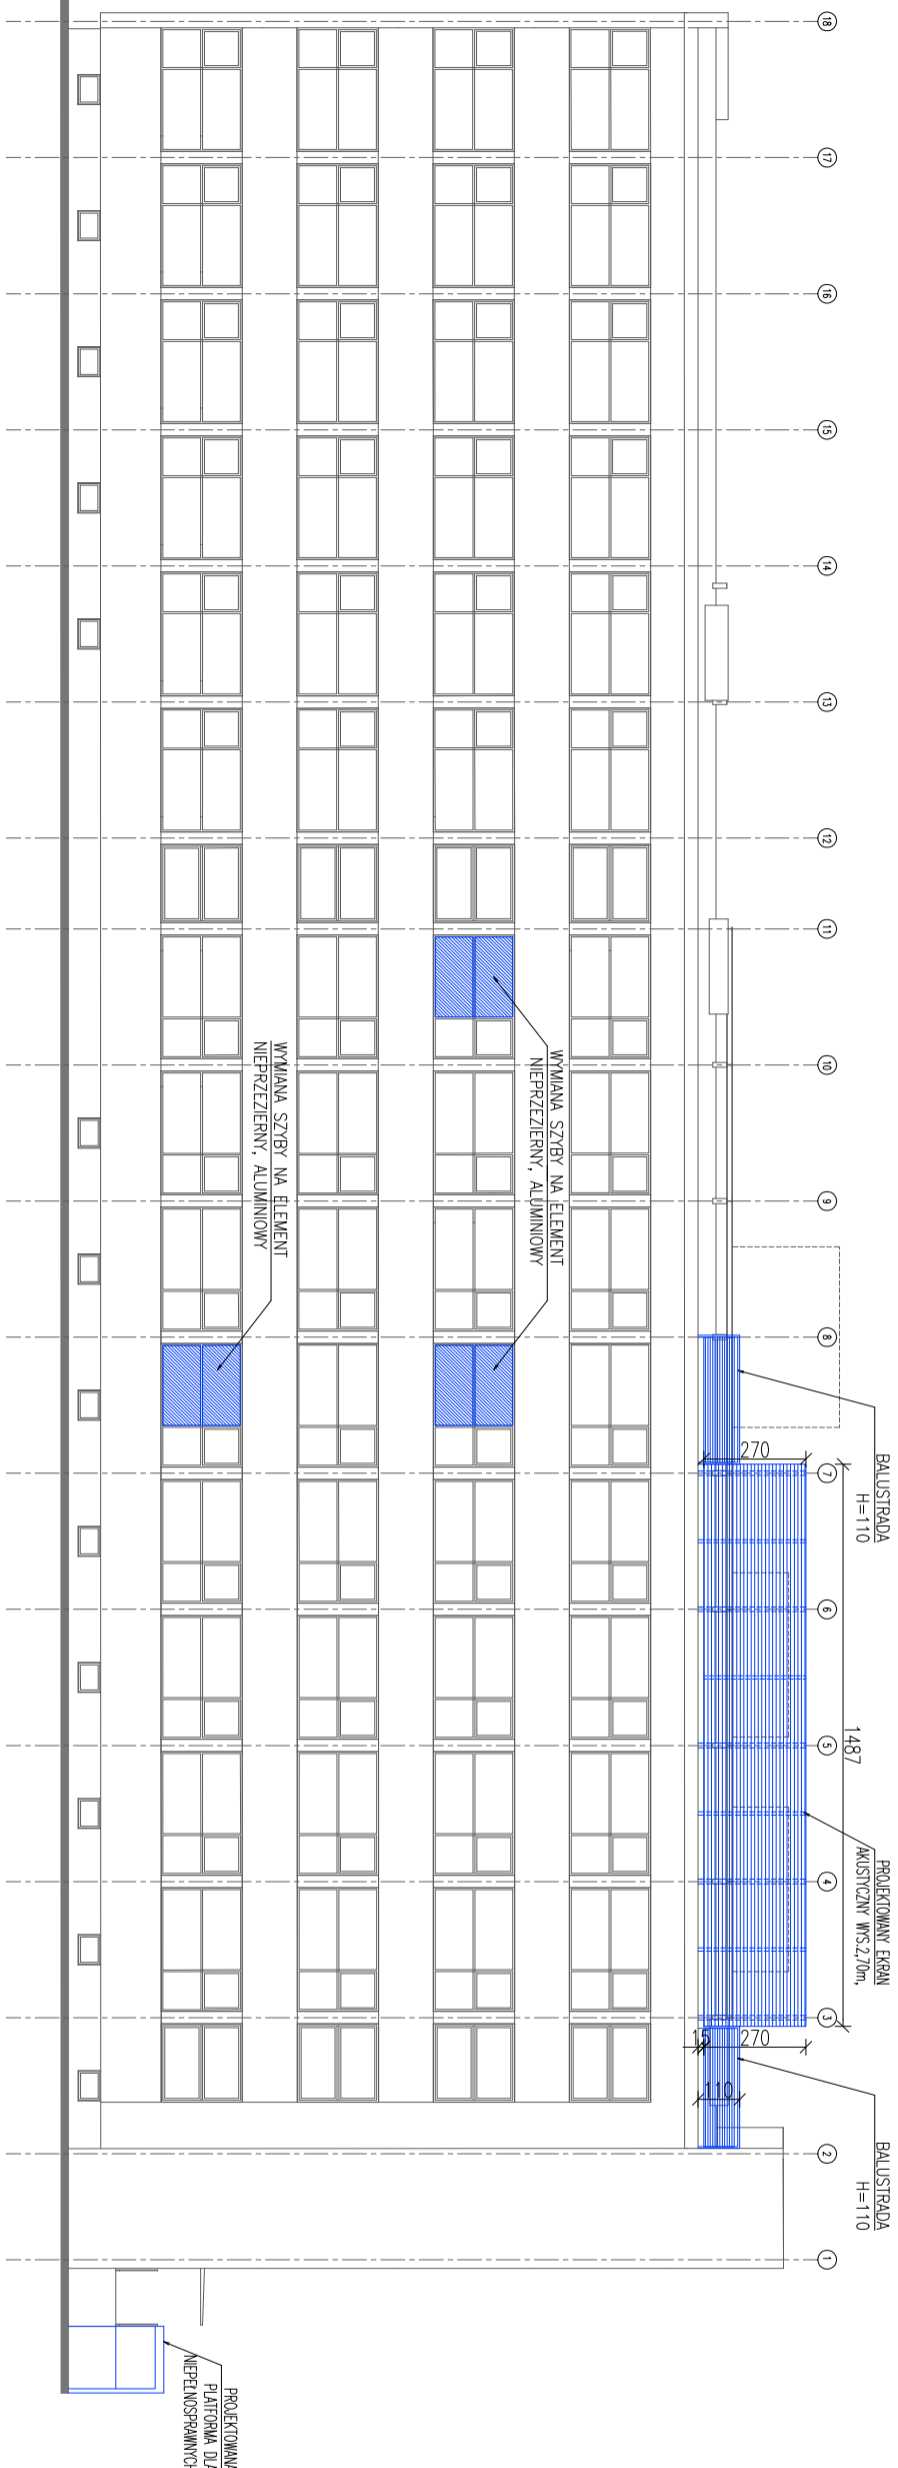 18
17
16
15
14
13
12
11
10
9
8
7
6
5
4
3
2
1
WYMIANA SZYBY NA ELEMENT
NIEPRZEZIERNY, ALUMINIOWY
WYMIANA SZYBY NA ELEMENT
NIEPRZEZIERNY, ALUMINIOWY
BALUSTRADA
H=110
270
1487
PROJEKTOWANY EKRAN
AKUSTYCZNY WYS.2,70m,
15
270
110
BALUSTRADA
H=110
PROJEKTOWANA
PLATFORMA DLA
NIEPEŁNOSPRAWNYCH